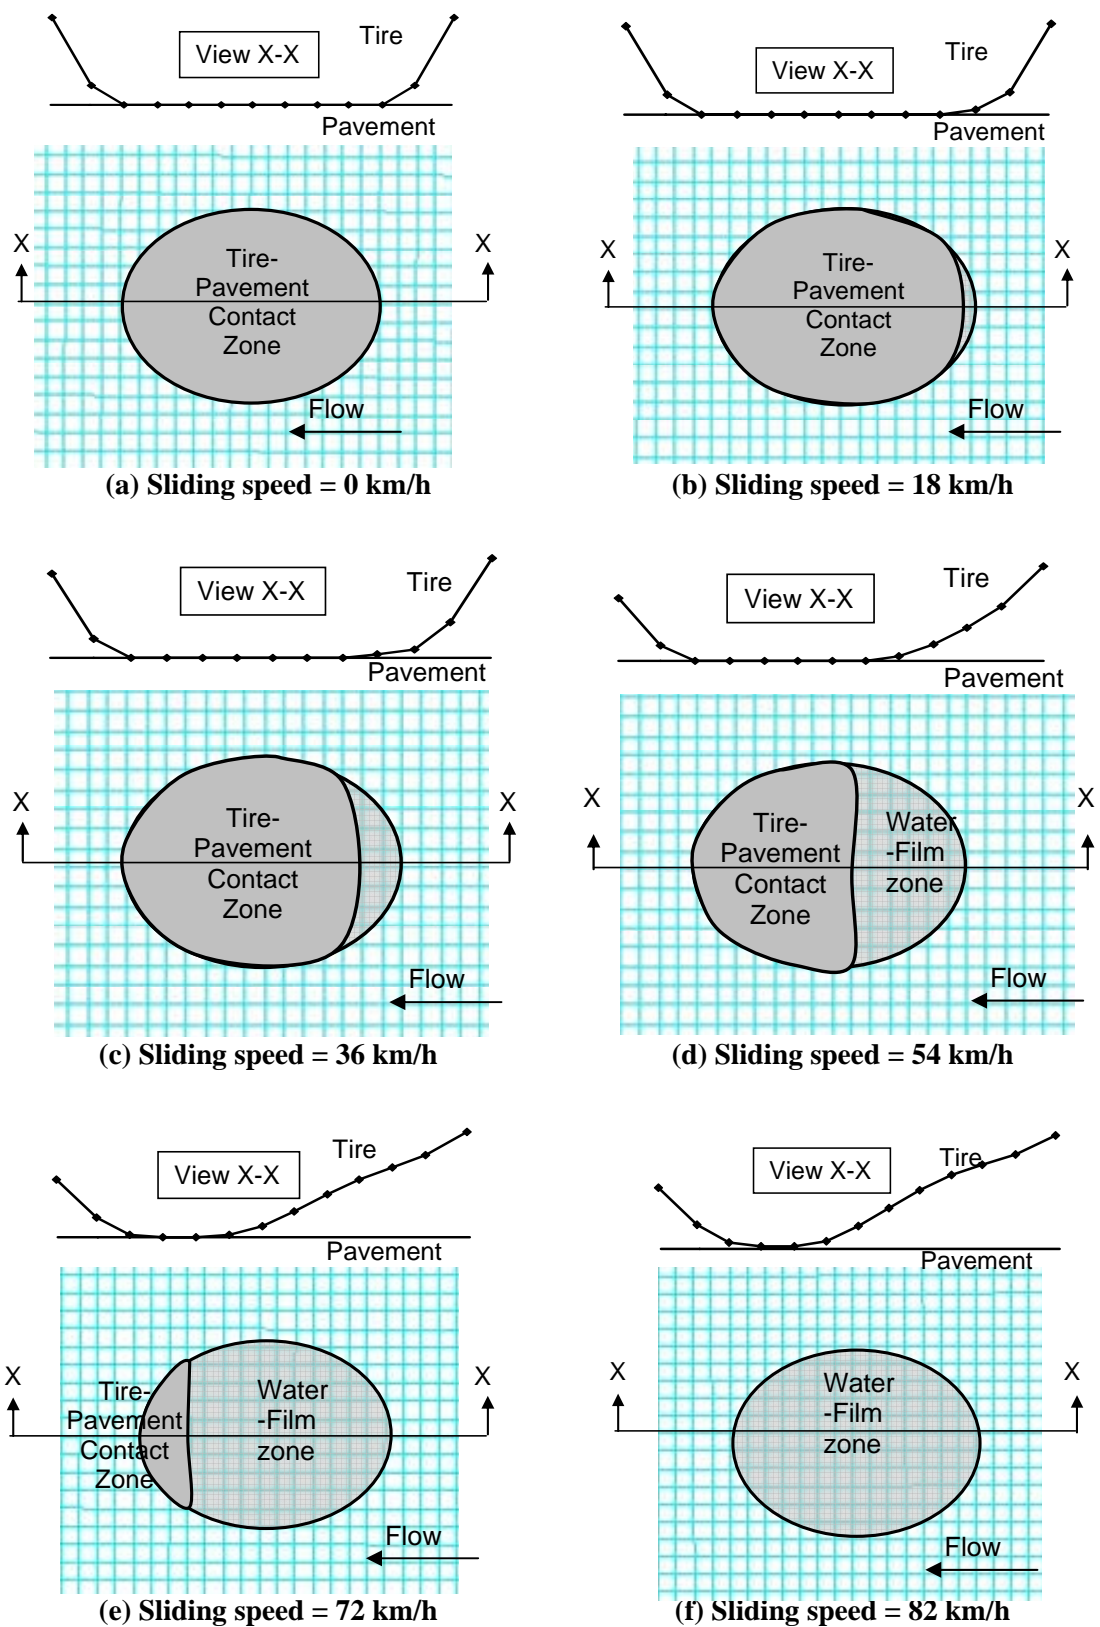 View X-X
Tire
Pavement
X
X
Tire-
Pavement
Contact
Zone
Flow
(a) Sliding speed = 0 km/h
View X-X
Tire
Pavement
X
X
Tire-
Pavement
Contact
Zone
Flow
(b) Sliding speed = 18 km/h
View X-X
Tire
Pavement
X
X
Tire-
Pavement
Contact
Zone
Flow
(c) Sliding speed = 36 km/h
View X-X
Tire
Pavement
X
X
Tire-
Pavement
Contact
Zone
Water
-Film
zone
Flow
(d) Sliding speed = 54 km/h
View X-X
Tire
Pavement
X
X
Tire-
Pavement
Contact
Zone
Water
-Film
zone
Flow
(e) Sliding speed = 72 km/h
View X-X
Tire
Pavement
X
X
Water
-Film
zone
Flow
(f) Sliding speed = 82 km/h